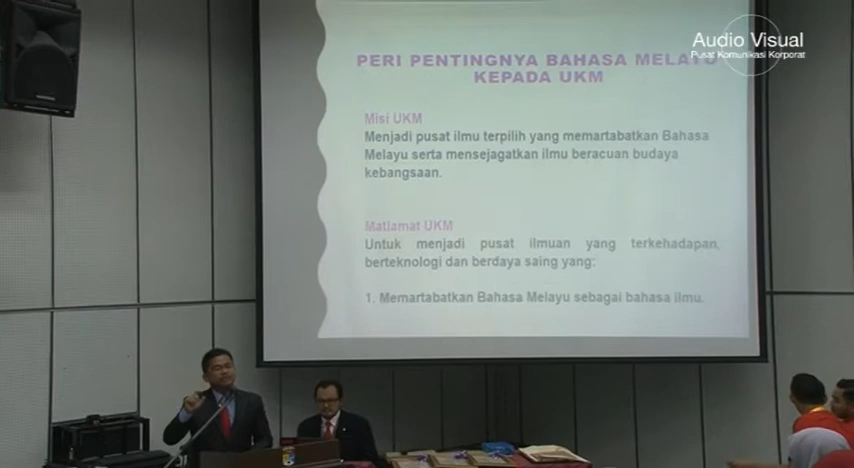 Audio Visual
Pusat Komunikasi Korporat
PERI PENTINGNYA BAHASA MELAYU
KEPADA UKM
Misi UKM
Menjadi pusat ilmu terpilih yang memartabatkan Bahasa
Melayu serta mensejagatkan ilmu beracuan budaya
kebangsaan.
Matlamat UKM
Untuk menjadi pusat ilmuan yang terkehadapan,
berteknologi dan berdaya saing yang:
1. Memartabatkan Bahasa Melayu sebagai bahasa ilmu.